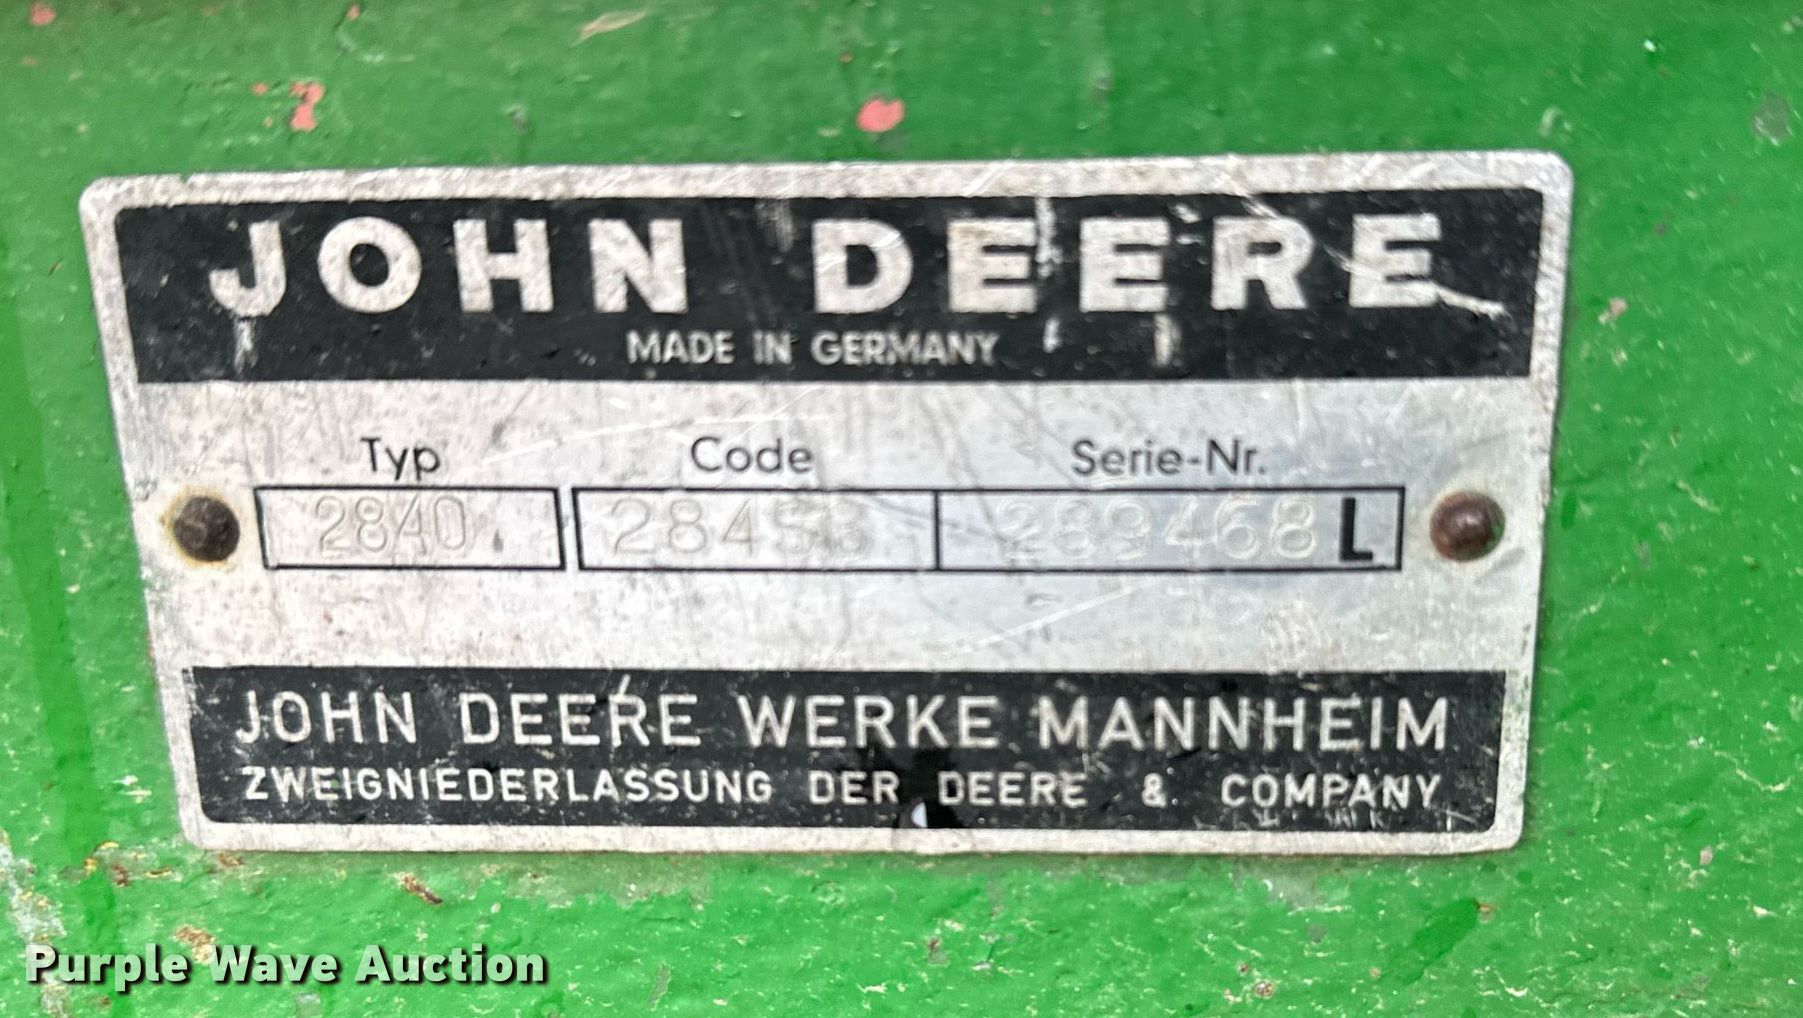 JOHN DEERE
MADE IN GERMANY
Typ Code Serie-Nr.
2840 289468 L
JOHN DEERE WERKE MANNHEIM
ZWEIGNIEDERLASSUNG DER DEERE & COMPANY
Purple Wave Auction